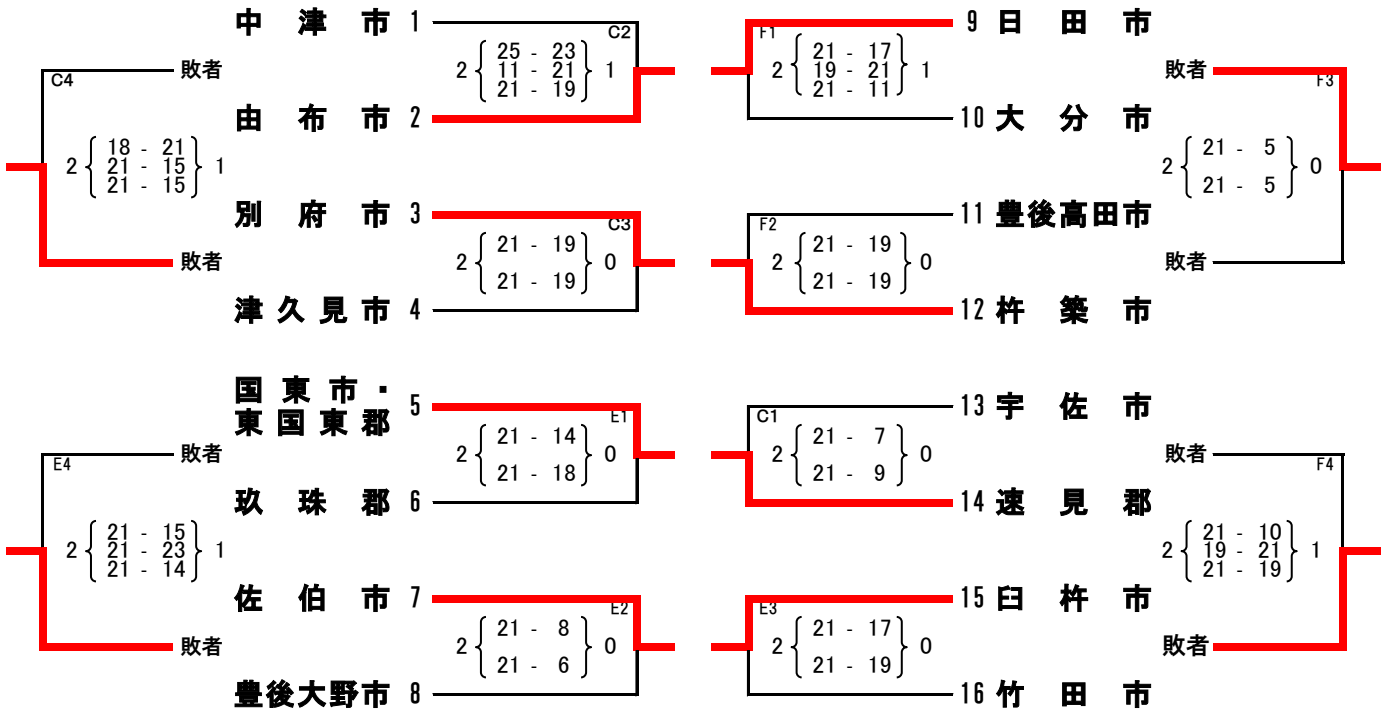 中津市 1
C2
2 25 - 23 1
11 - 21
21 - 19
由布市 2
C4
敗者
2 18 - 21 1
21 - 15
21 - 15
敗者
別府市 3
C3
2 21 - 19 0
21 - 19
津久見市 4
国東市・
東国東郡 5
E1
2 21 - 14 0
21 - 18
玖珠郡 6
E4
敗者
2 21 - 15 1
21 - 23
21 - 14
敗者
佐伯市 7
E2
2 21 - 8 0
21 - 6
豊後大野市 8
9 日田市
F1
2 21 - 17 1
19 - 21
21 - 11
10 大分市
敗者
F3
2 21 - 5 0
21 - 5
敗者
11 豊後高田市
F2
2 21 - 19 0
21 - 19
12 杵築市
13 宇佐市
C1
2 21 - 7 0
21 - 9
14 速見郡
敗者
F4
2 21 - 10 1
19 - 21
21 - 19
敗者
15 臼杵市
E3
2 21 - 17 0
21 - 19
16 竹田市